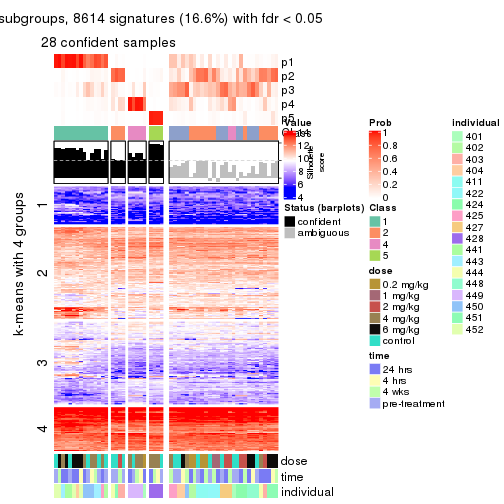 subgroups, 8614 signatures (16.6%) with fdr < 0.05
28 confident samples
p1
p2
p3
p4
p5
Class
k-means with 4 groups
1
2
3
4
dose
time
individual
Value
14
12
10
8
6
4
Silhouette
score
Status (barplots)
confident
ambiguous
Prob
1
0.8
0.6
0.4
0.2
0
Class
1
2
4
5
dose
0.2 mg/kg
1 mg/kg
2 mg/kg
4 mg/kg
6 mg/kg
control
time
24 hrs
4 hrs
4 wks
pre-treatment
individual
401
402
403
404
411
422
424
425
427
428
441
443
444
448
449
450
451
452